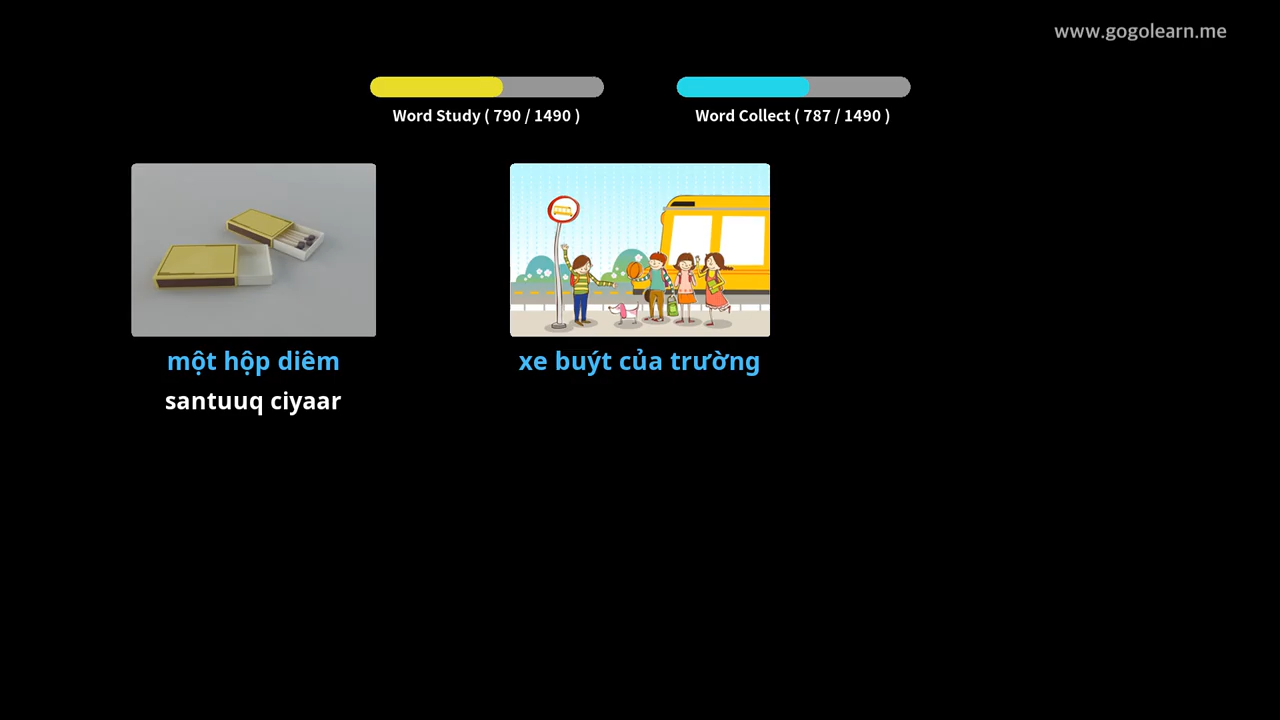 www.gogolearn.me
Word Study ( 790 / 1490 )
Word Collect ( 787 / 1490 )
một hộp diêm
santuuq ciyaar
xe buýt của trường